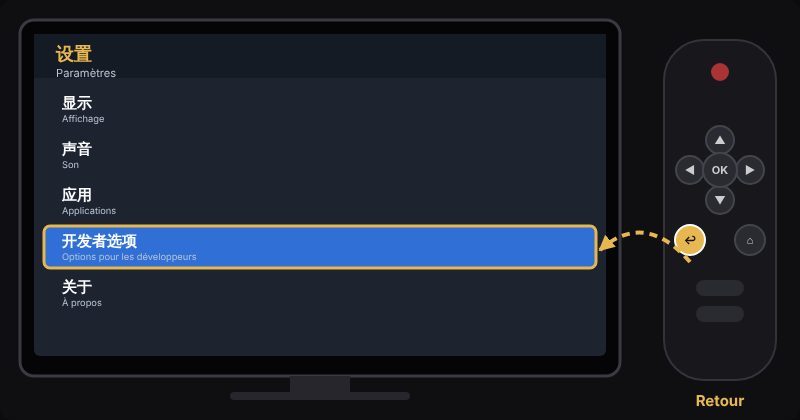 设置
Paramètres
显示
Affichage
声音
Son
应用
Applications
开发者选项
Options pour les développeurs
关于
À propos
OK
Retour